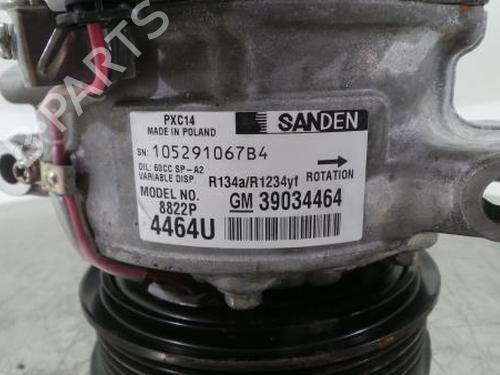 PXC14
MADE IN POLAND
SANDEN
SN: 105291067B4
OIL: 60CC SP-A2
VARIABLE DISP.
R134a/R1234yf
ROTATION
MODEL NO.
8822P
GM 39034464
4464U
B-PARTS